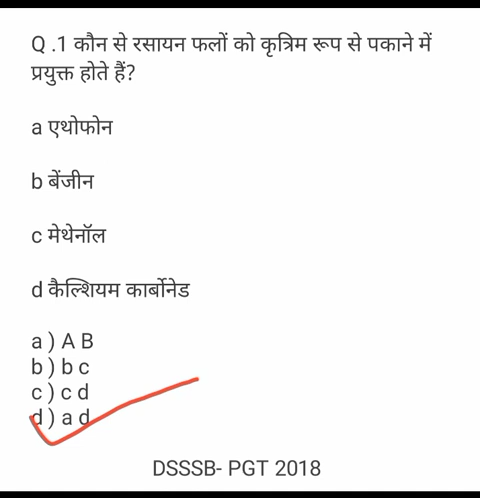 Q .1 कौन से रसायन फलों को कृत्रिम रूप से पकाने में
प्रयुक्त होते हैं?
a एथोफोन
b बेंजीन
c मेथेनॉल
d कैल्शियम कार्बोनेड
a ) A B
b ) b c
c ) c d
d ) a d
DSSSB- PGT 2018